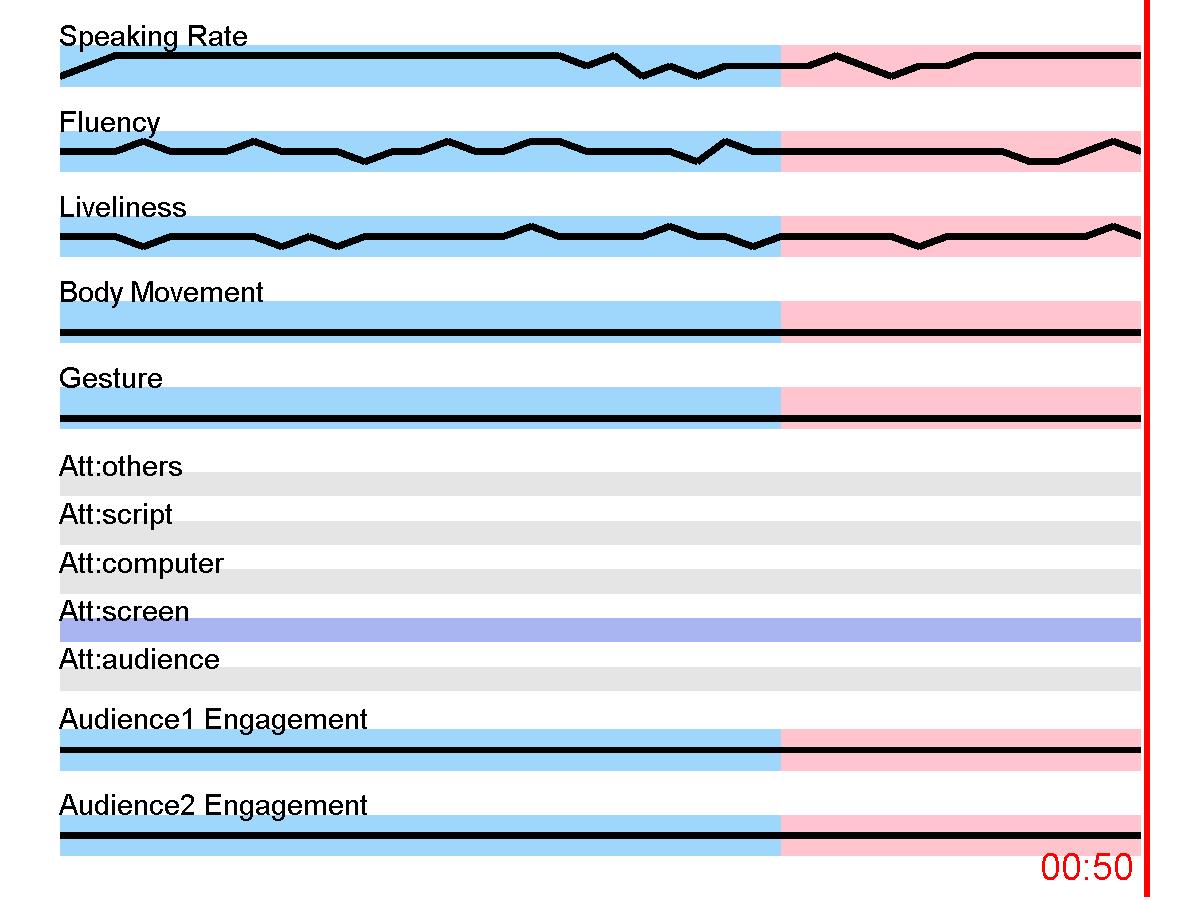 Speaking Rate
Fluency
Liveliness
Body Movement
Gesture
Att:others
Att:script
Att:computer
Att:screen
Att:audience
Audience1 Engagement
Audience2 Engagement
00:50